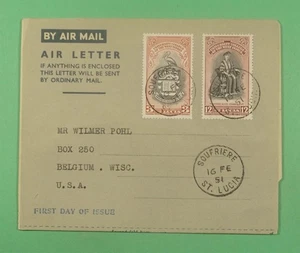 BY AIR MAIL
AIR LETTER
IF ANYTHING IS ENCLOSED
THIS LETTER WILL BE SENT
BY ORDINARY MAIL.
MR WILMER POHL
BOX 250
BELGIUM . WISC.
U.S.A.
SOUFRIERE
16 FE
51
ST. LUCIA
FIRST DAY OF ISSUE